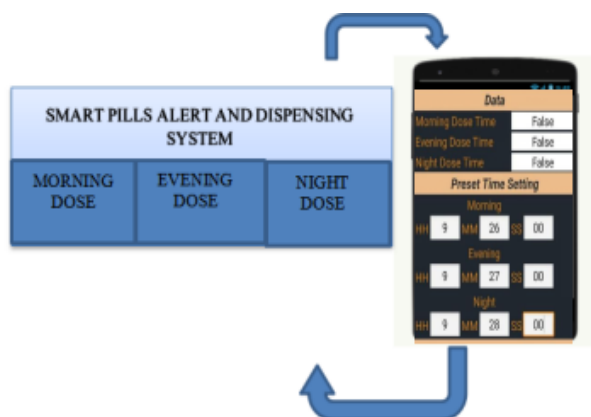 SMART PILLS ALERT AND DISPENSING
SYSTEM
MORNING
DOSE
EVENING
DOSE
NIGHT
DOSE
Data
Morning Dose Time False
Evening Dose Time False
Night Dose Time False
Preset Time Setting
Morning
HH 9 MM 26 SS 00
Evening
HH 9 MM 27 SS 00
Night
HH 9 MM 28 SS 00